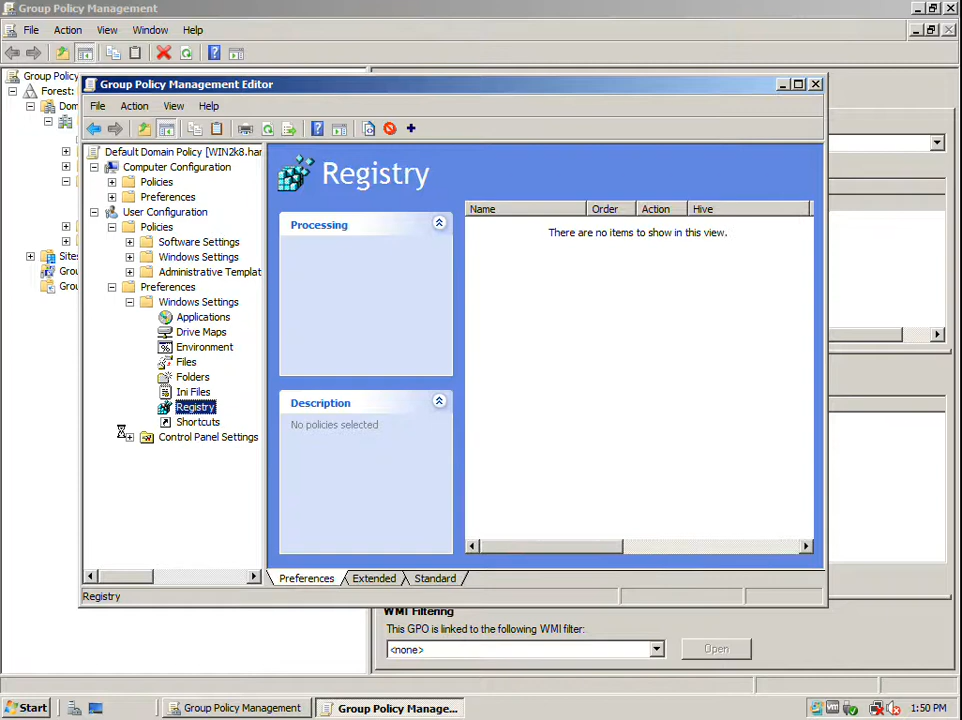 Group Policy Management
File Action View Window Help
Group Policy
Forest:
Dom
Sites
Grou
Grou
Group Policy Management Editor
File Action View Help
Default Domain Policy [WIN2k8.har
Computer Configuration
Policies
Preferences
User Configuration
Policies
Software Settings
Windows Settings
Administrative Templat
Preferences
Windows Settings
Applications
Drive Maps
Environment
Files
Folders
Ini Files
Registry
Shortcuts
Control Panel Settings
Registry
Processing
Description
No policies selected
Name Order Action Hive
There are no items to show in this view.
Preferences Extended Standard
Registry
WMI Filtering
This GPO is linked to the following WMI filter:
<none> Open
Start Group Policy Management Group Policy Manage... 1:50 PM